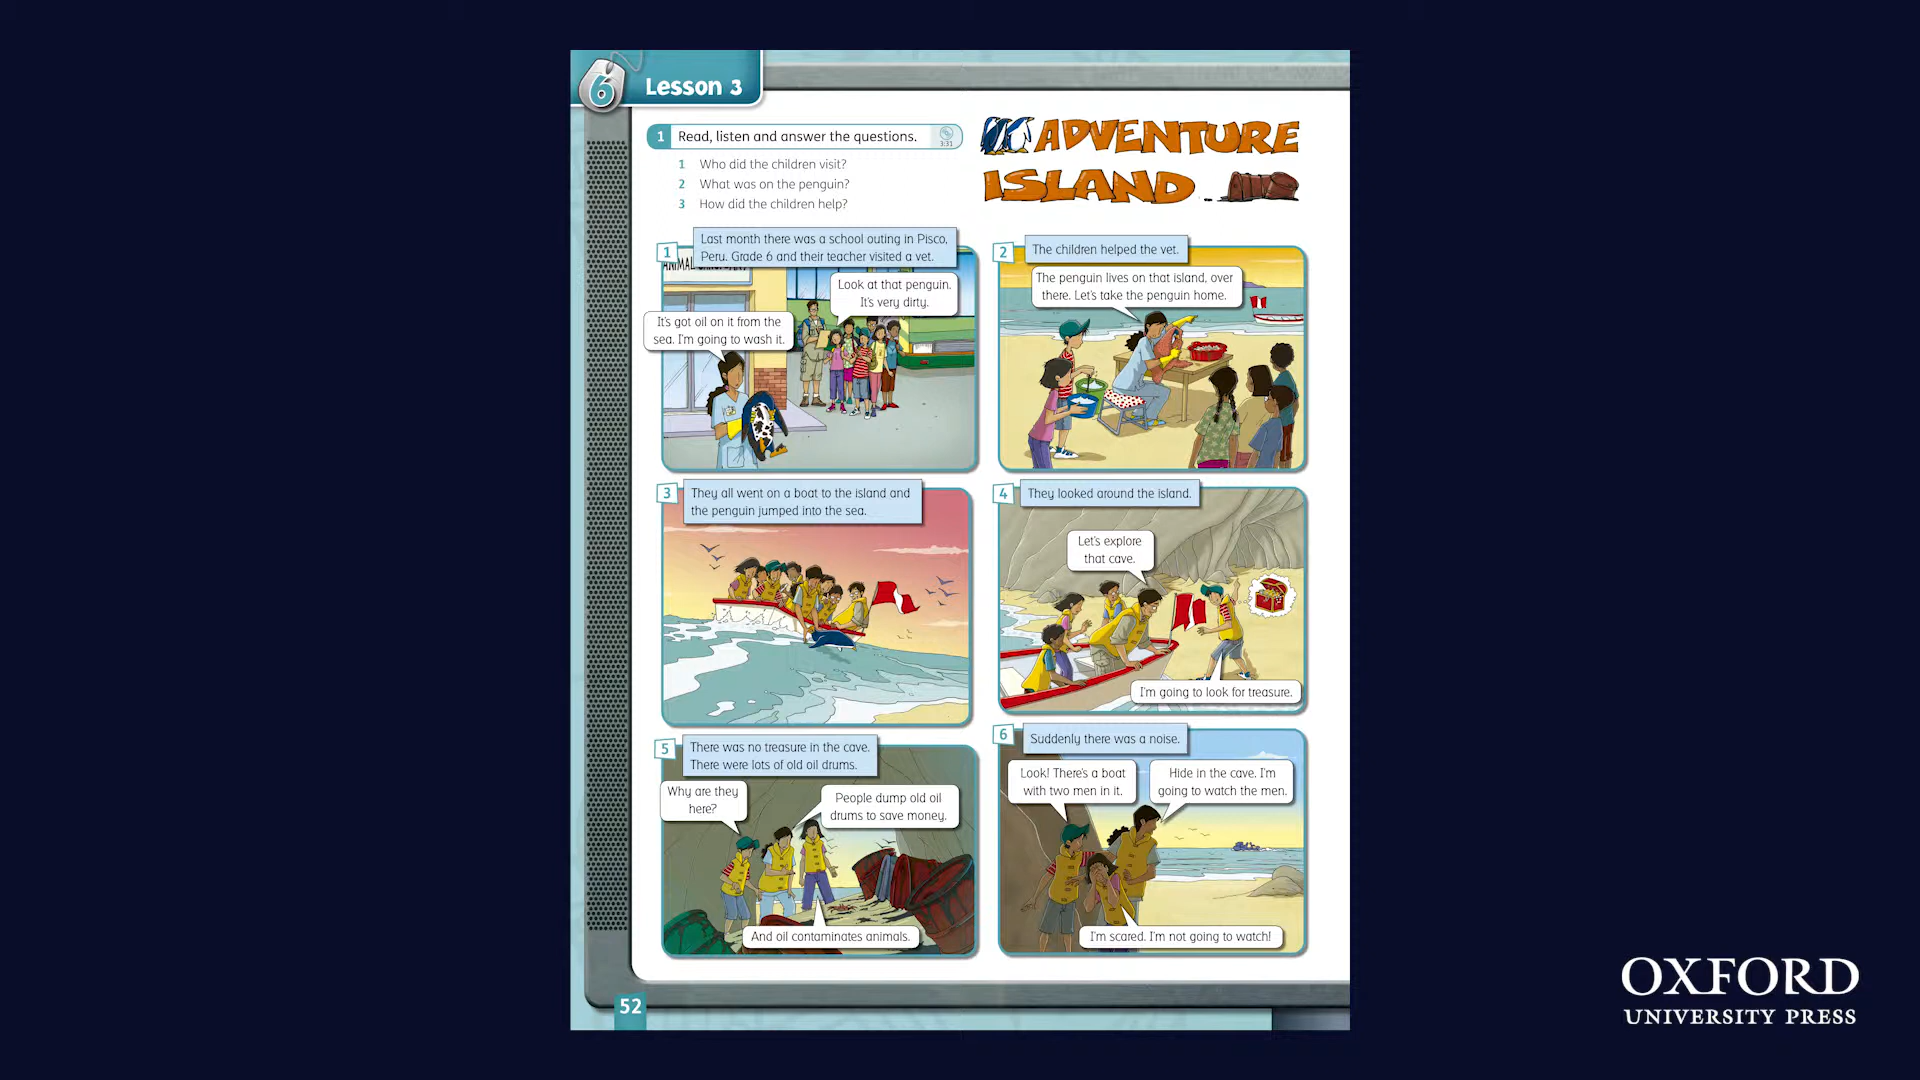 6
Lesson 3
1 Read, listen and answer the questions.
3:31
1 Who did the children visit?
2 What was on the penguin?
3 How did the children help?
ADVENTURE
ISLAND
1
Last month there was a school outing in Pisco,
Peru. Grade 6 and their teacher visited a vet.
Look at that penguin.
It's very dirty.
It's got oil on it from the
sea. I'm going to wash it.
2
The children helped the vet.
The penguin lives on that island, over
there. Let's take the penguin home.
3
They all went on a boat to the island and
the penguin jumped into the sea.
4
They looked around the island.
Let's explore
that cave.
I'm going to look for treasure.
5
There was no treasure in the cave.
There were lots of old oil drums.
Why are they
here?
People dump old oil
drums to save money.
And oil contaminates animals.
6
Suddenly there was a noise.
Look! There's a boat
with two men in it.
Hide in the cave. I'm
going to watch the men.
I'm scared. I'm not going to watch!
52
OXFORD
UNIVERSITY PRESS